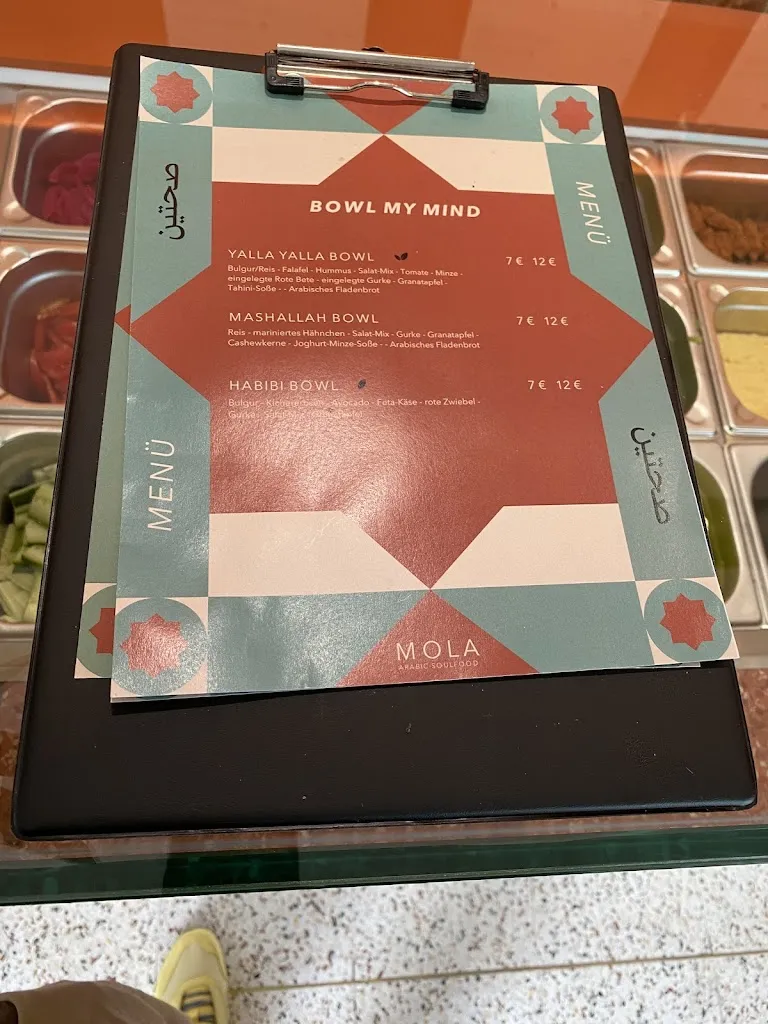 صحتين
MENÜ
BOWL MY MIND
YALLA YALLA BOWL 7 € 12 €
Bulgur/Reis - Falafel - Hummus - Salat-Mix - Tomate - Minze -
eingelegte Rote Bete - eingelegte Gurke - Granatapfel -
Tahini-Soße - - Arabisches Fladenbrot
MASHALLAH BOWL 7 € 12 €
Reis - mariniertes Hähnchen - Salat-Mix - Gurke - Granatapfel -
Cashewkerne - Joghurt-Minze-Soße - - Arabisches Fladenbrot
HABIBI BOWL 7 € 12 €
Bulgur - Kichererbsen - Avocado - Feta-Käse - rote Zwiebel -
Gurke -
MENÜ
صحتين
MOLA
ARABIC SOULFOOD